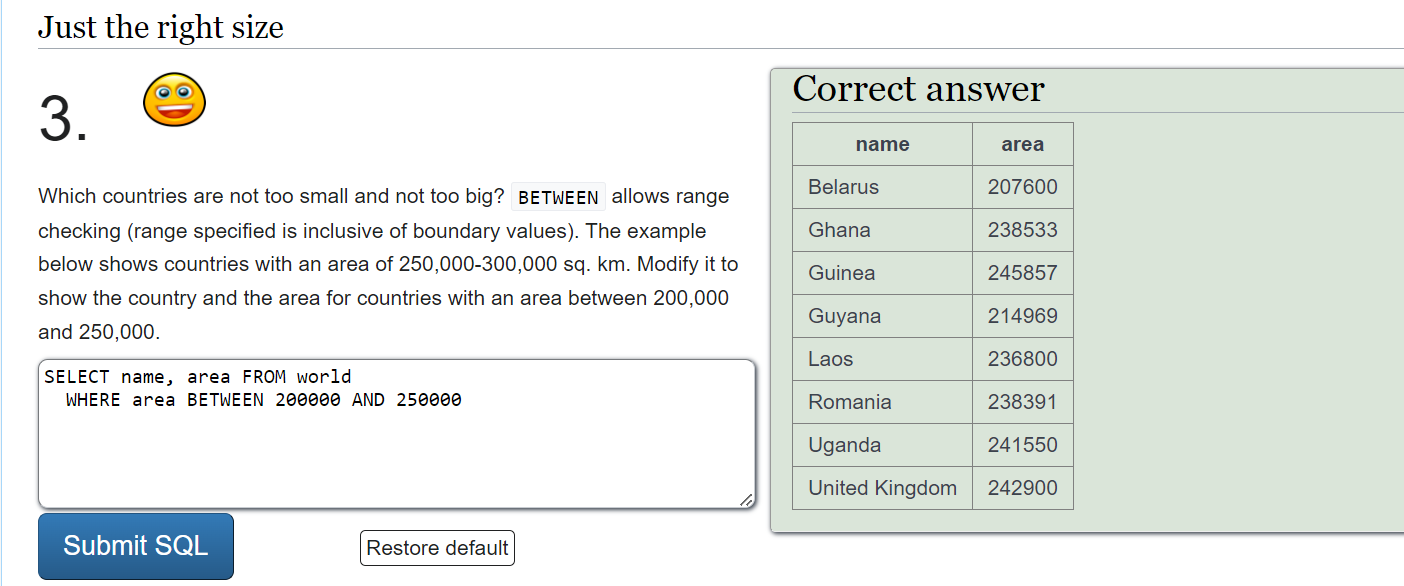 Just the right size
3.
Which countries are not too small and not too big? BETWEEN allows range
checking (range specified is inclusive of boundary values). The example
below shows countries with an area of 250,000-300,000 sq. km. Modify it to
show the country and the area for countries with an area between 200,000
and 250,000.
SELECT name, area FROM world
WHERE area BETWEEN 200000 AND 250000
Submit SQL
Restore default
Correct answer
name area
Belarus 207600
Ghana 238533
Guinea 245857
Guyana 214969
Laos 236800
Romania 238391
Uganda 241550
United Kingdom 242900